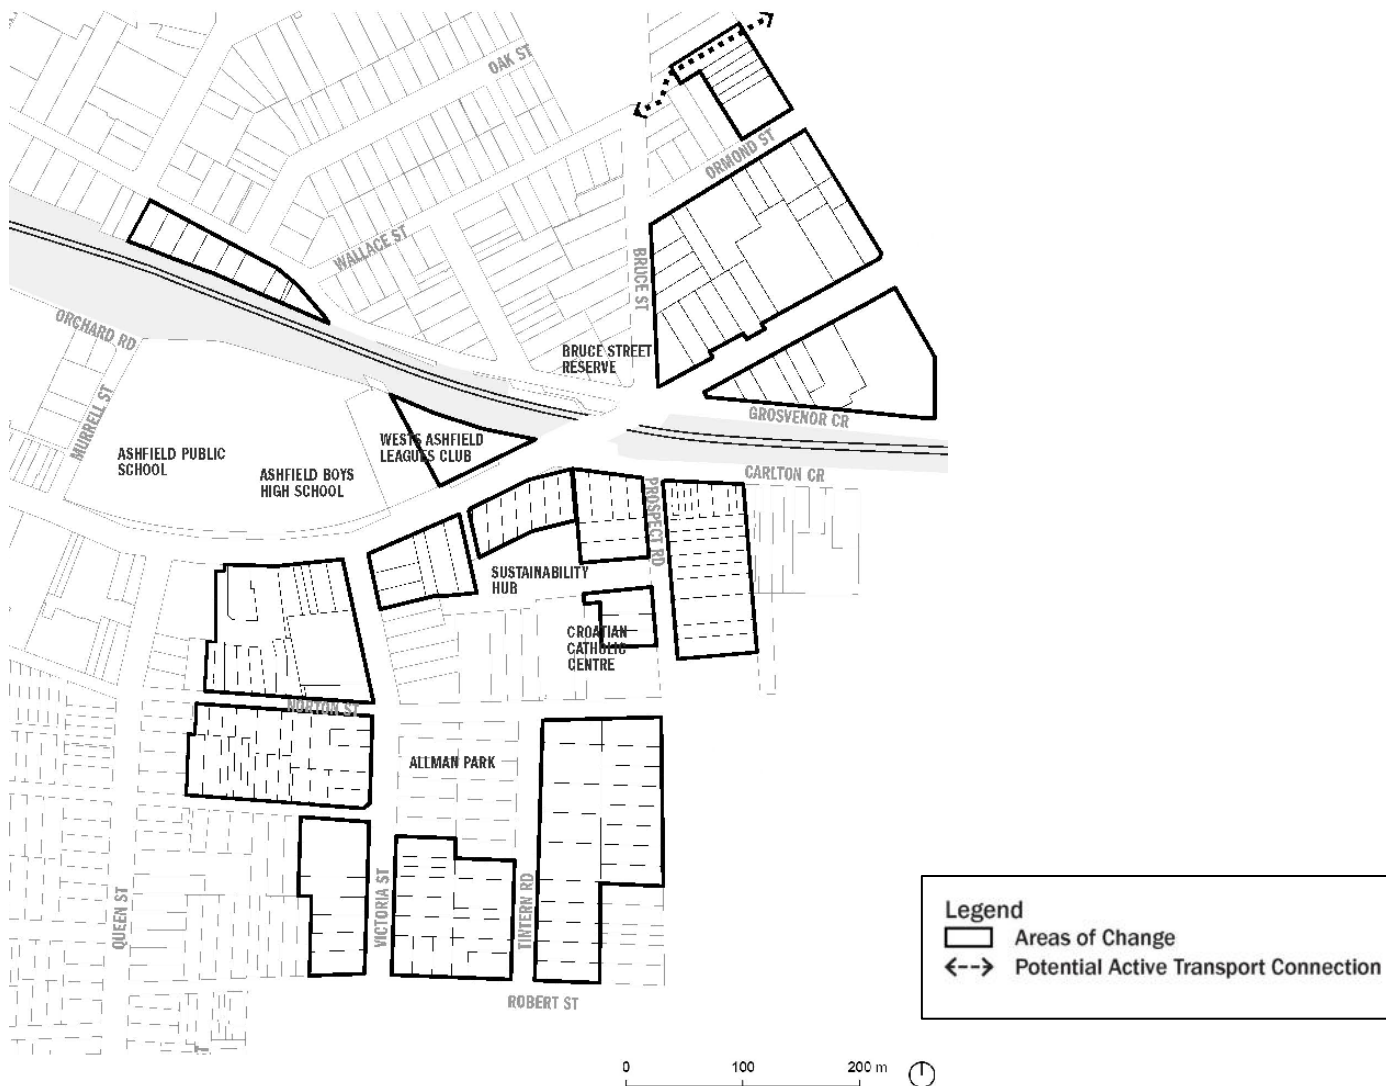 OAK ST
ORMOND ST
WALLACE ST
BRUCE ST
ORCHARD RD
BRUCE STREET
RESERVE
MURRELL ST
GROSVENOR CR
WESTS ASHFIELD
LEAGUES CLUB
ASHFIELD PUBLIC
SCHOOL
ASHFIELD BOYS
HIGH SCHOOL
CARLTON CR
PROSPECT RD
SUSTAINABILITY
HUB
CROATIAN
CATHOLIC
CENTRE
NORTON ST
ALLMAN PARK
QUEEN ST
VICTORIA ST
TINTERN RD
ROBERT ST
Legend
Areas of Change
Potential Active Transport Connection
0 100 200 m